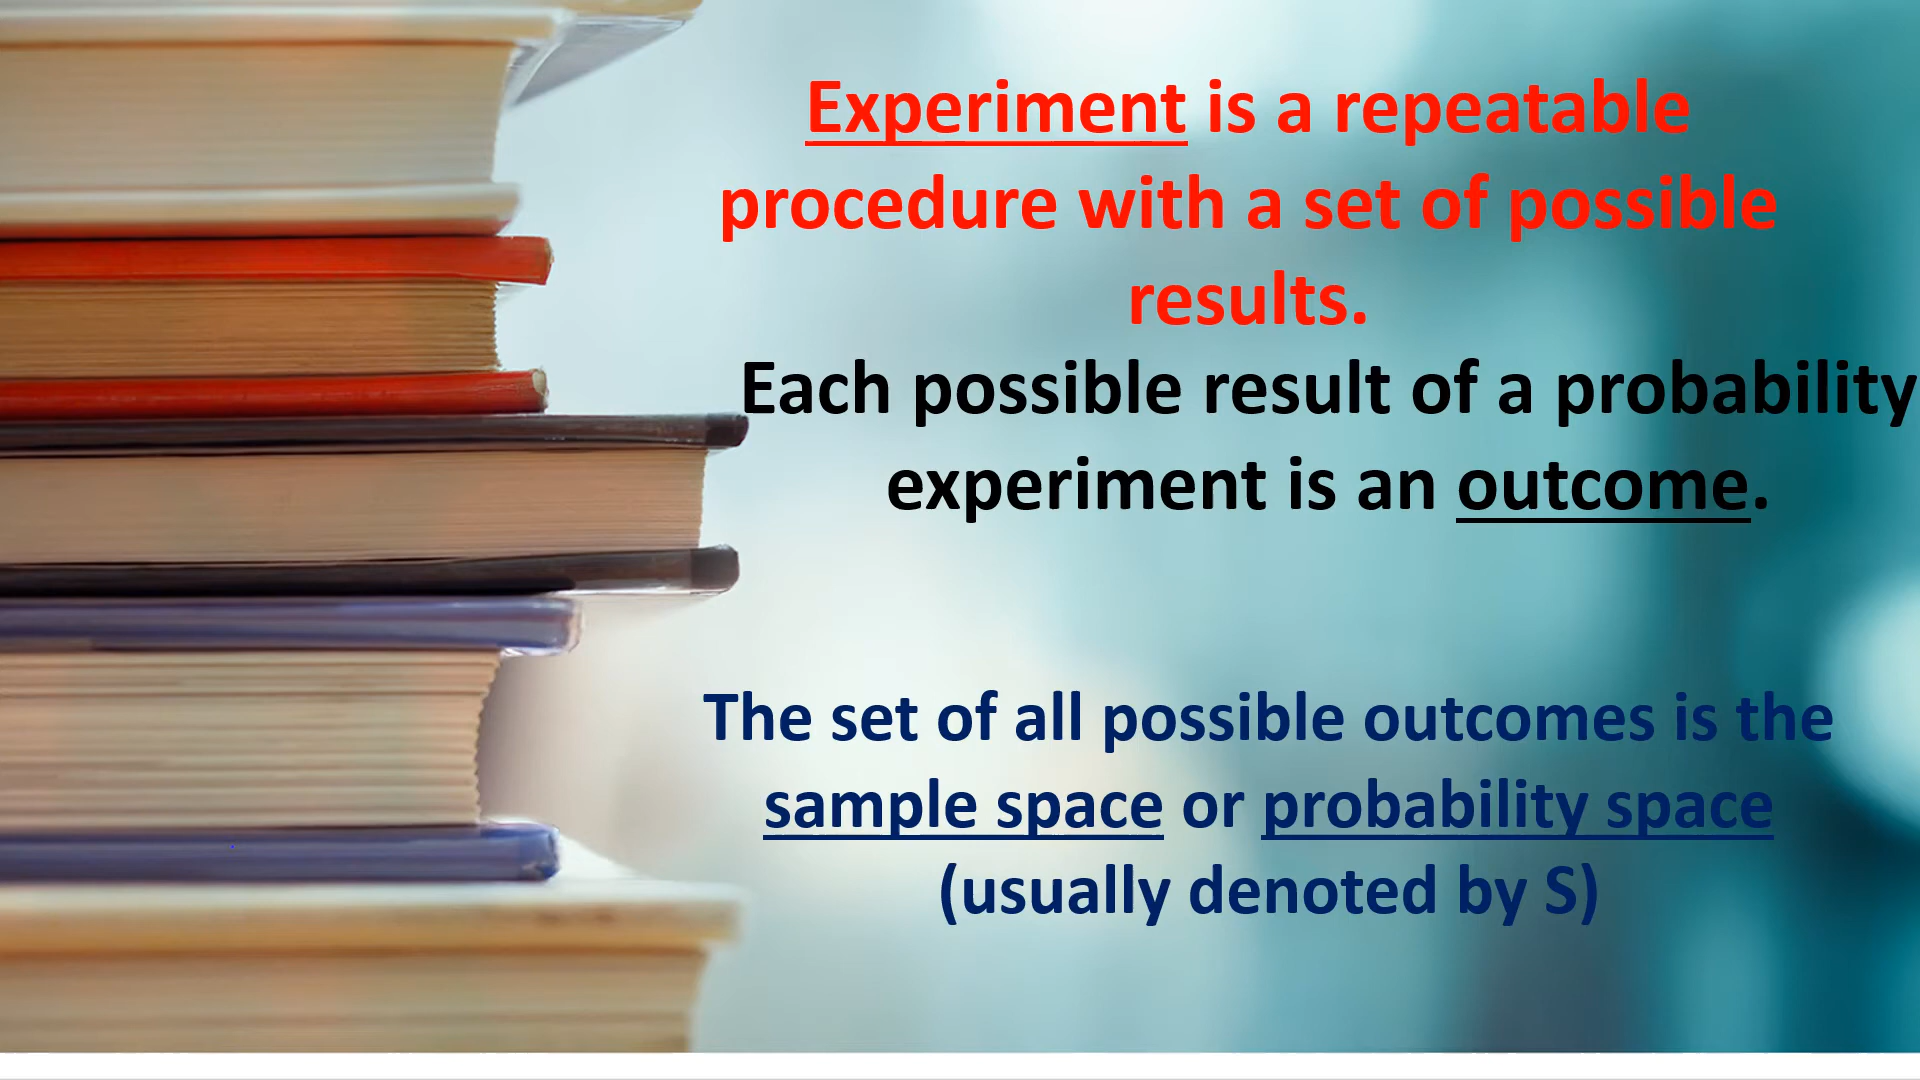 Experiment is a repeatable
procedure with a set of possible
results.
Each possible result of a probability
experiment is an outcome.
The set of all possible outcomes is the
sample space or probability space
(usually denoted by S)